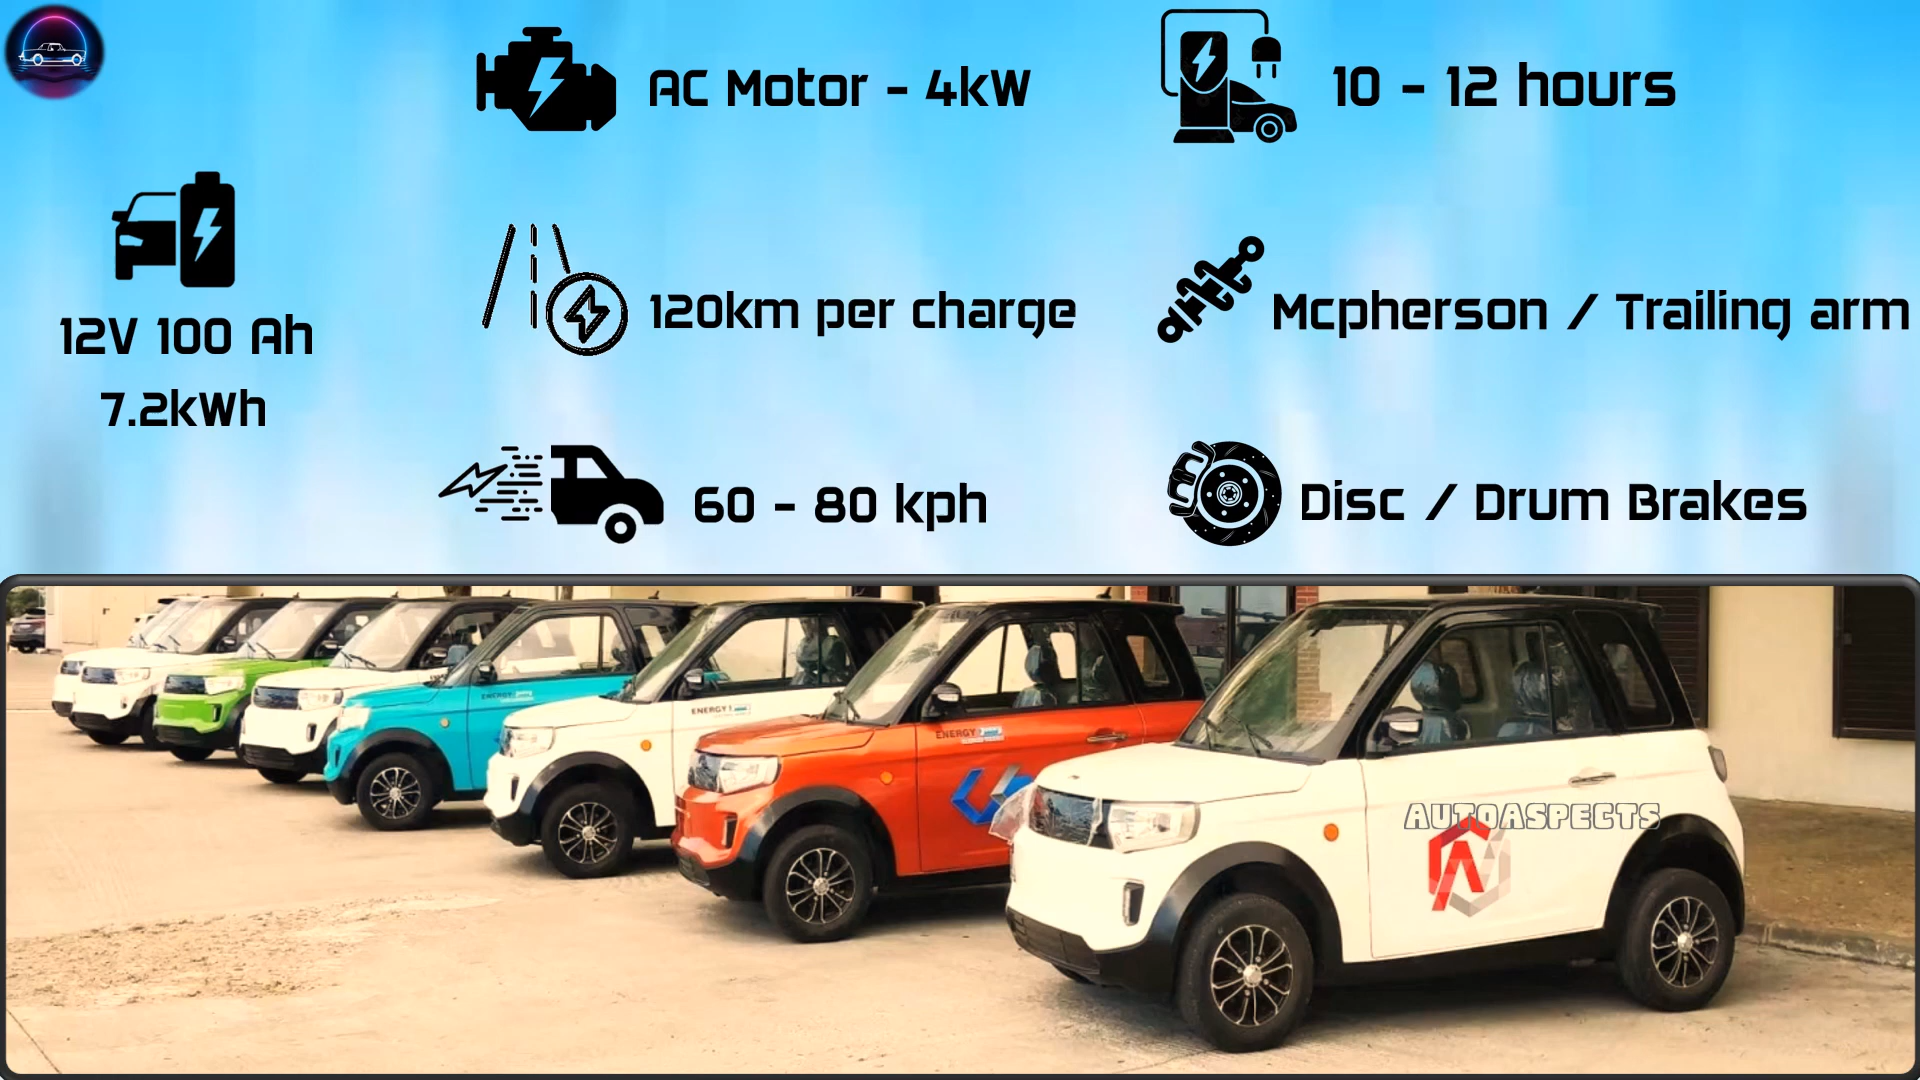 AC Motor - 4kW
10 - 12 hours
12V 100 Ah
7.2kWh
120km per charge
Mcpherson / Trailing arm
60 - 80 kph
Disc / Drum Brakes
ENERGY
ENERGY
ENERGY
AUTOASPECTS